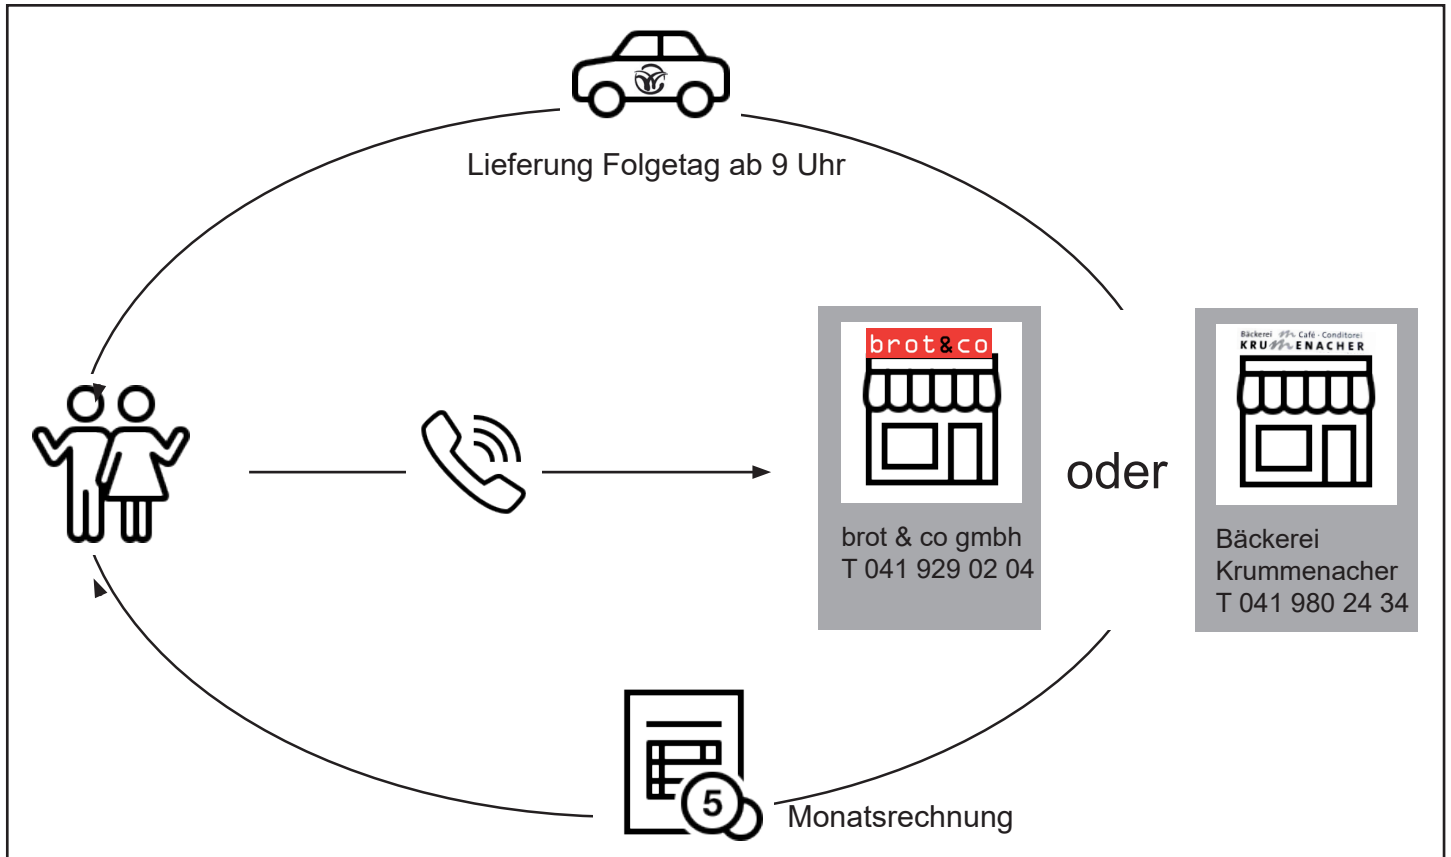 Lieferung Folgetag ab 9 Uhr
brot&co
brot & co gmbh
T 041 929 02 04
oder
Bäckerei Café - Conditorei
KRUMMENACHER
Bäckerei
Krummenacher
T 041 980 24 34
5
Monatsrechnung